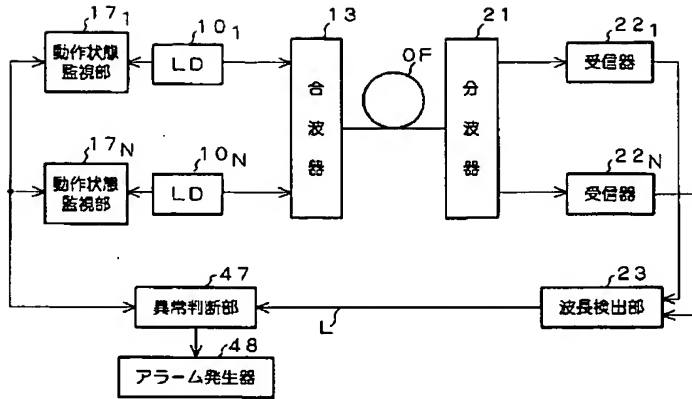 17₁
動作状態
監視部
10₁
LD
13
合波器
OF
21
分波器
22₁
受信器
17N
動作状態
監視部
10N
LD
22N
受信器
47
異常判断部
L
23
波長検出部
48
アラーム発生器